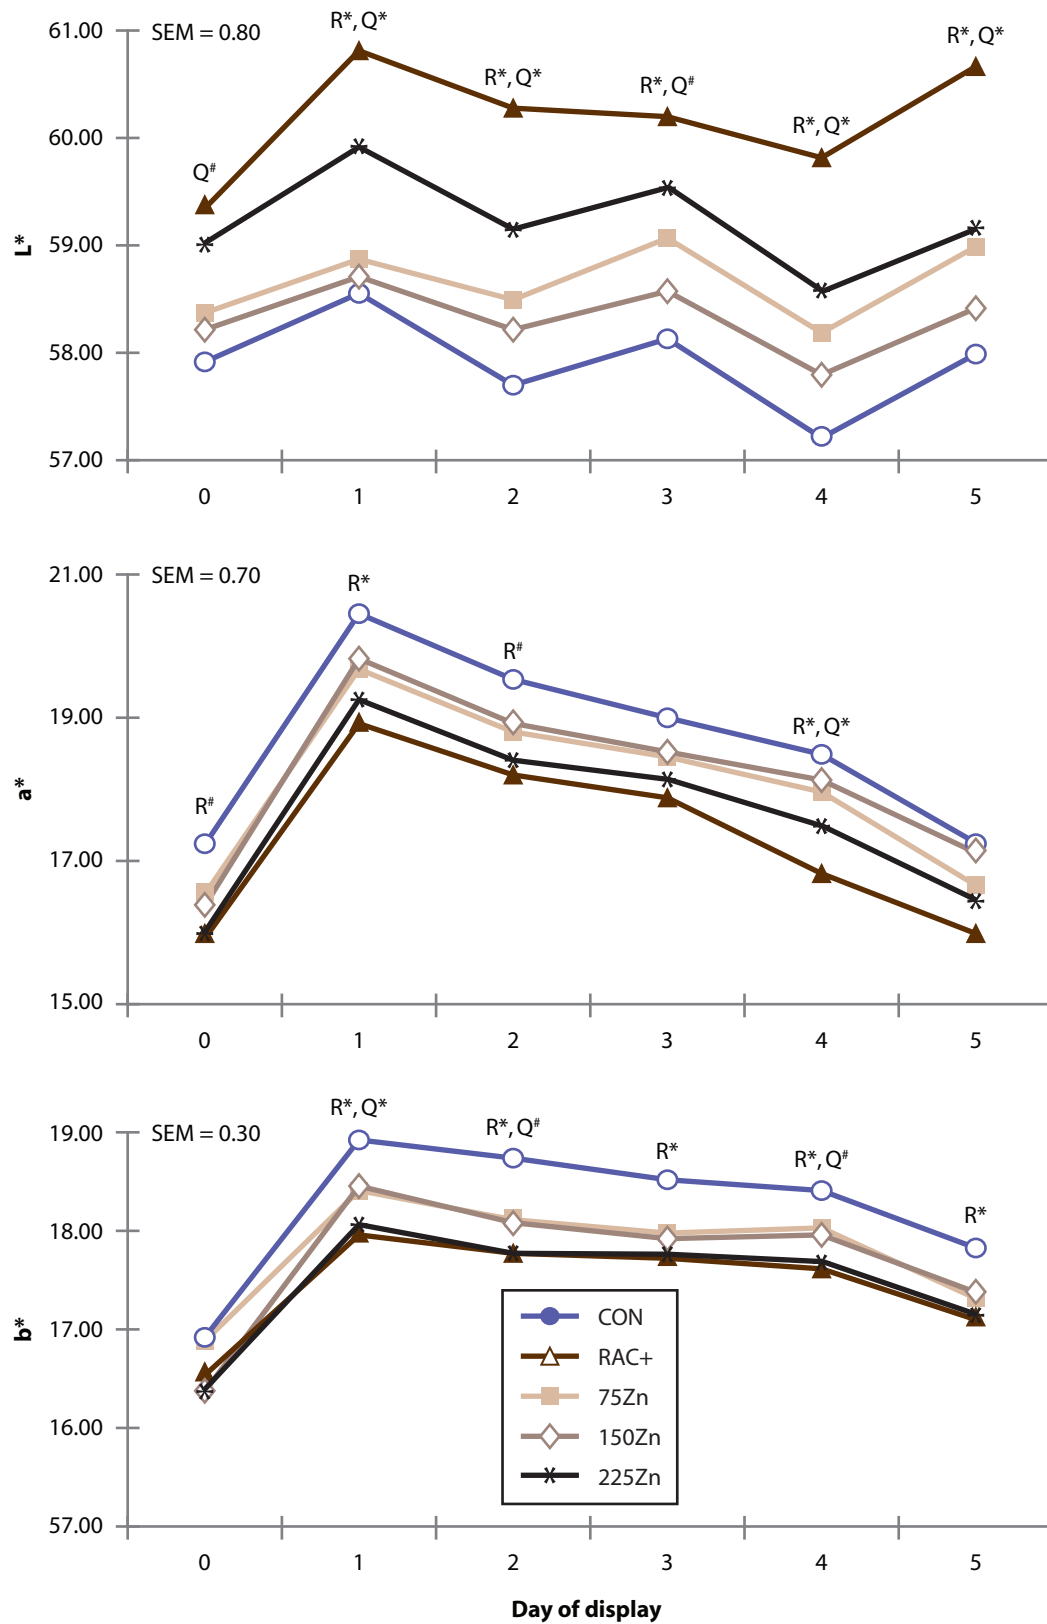 61.00 SEM = 0.80 R*, Q*
R*, Q*
R*, Q*
R*, Q#
R*, Q*
60.00
Q#
59.00
L*
58.00
57.00
0 1 2 3 4 5
21.00 SEM = 0.70
R*
R#
19.00
R*, Q*
R#
a*
17.00
15.00
0 1 2 3 4 5
R*, Q*
19.00 SEM = 0.30
R*, Q#
R*
R*, Q#
18.00
R*
17.00
b*
16.00
57.00
CON
RAC+
75Zn
150Zn
225Zn
0 1 2 3 4 5
Day of display